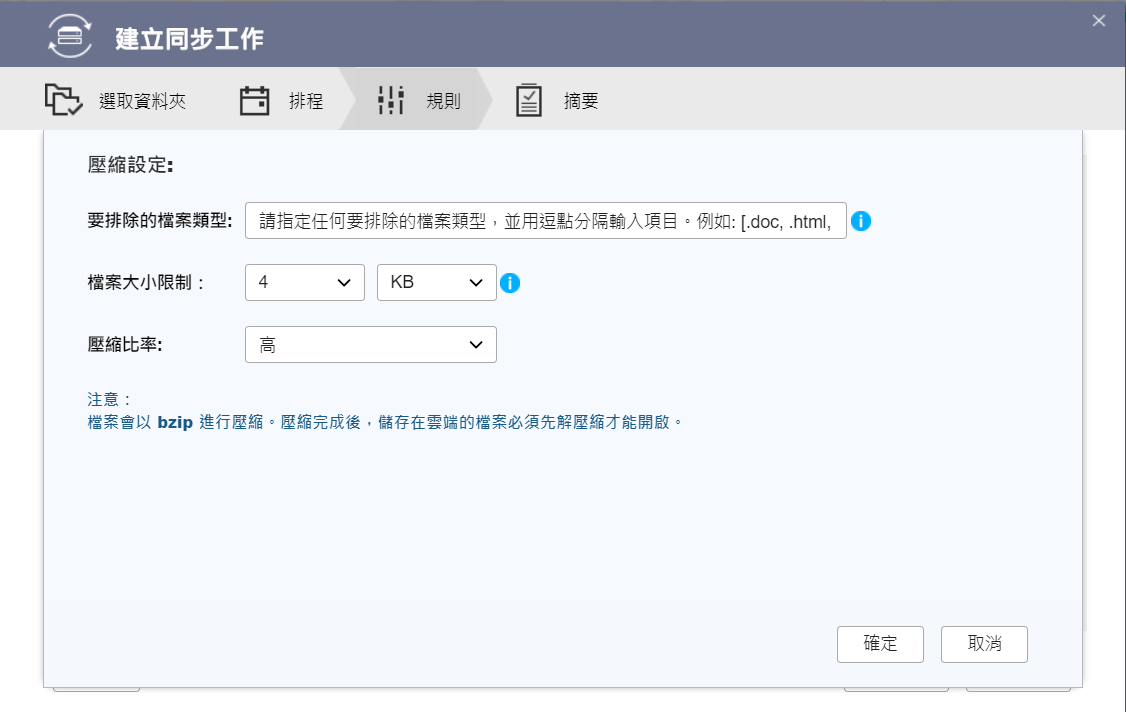 建立同步工作
選取資料夾
排程
規則
摘要
壓縮設定:
要排除的檔案類型: 請指定任何要排除的檔案類型，並用逗點分隔輸入項目。例如: [.doc, .html,
檔案大小限制： 4 KB
壓縮比率: 高
注意：
檔案會以 bzip 進行壓縮。壓縮完成後，儲存在雲端的檔案必須先解壓縮才能開啟。
確定
取消